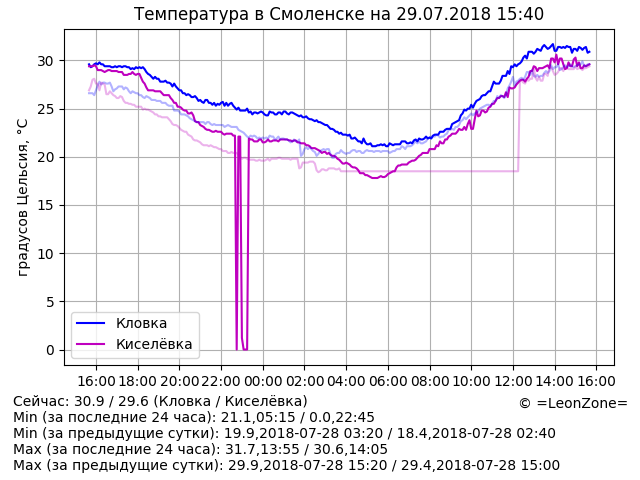 Температура в Смоленске на 29.07.2018 15:40
градусов Цельсия, °C
30
25
20
15
10
5
0
Кловка
Киселёвка
16:00 18:00 20:00 22:00 00:00 02:00 04:00 06:00 08:00 10:00 12:00 14:00 16:00
Сейчас: 30.9 / 29.6 (Кловка / Киселёвка)
© =LeonZone=
Min (за последние 24 часа): 21.1,05:15 / 0.0,22:45
Min (за предыдущие сутки): 19.9,2018-07-28 03:20 / 18.4,2018-07-28 02:40
Max (за последние 24 часа): 31.7,13:55 / 30.6,14:05
Max (за предыдущие сутки): 29.9,2018-07-28 15:20 / 29.4,2018-07-28 15:00